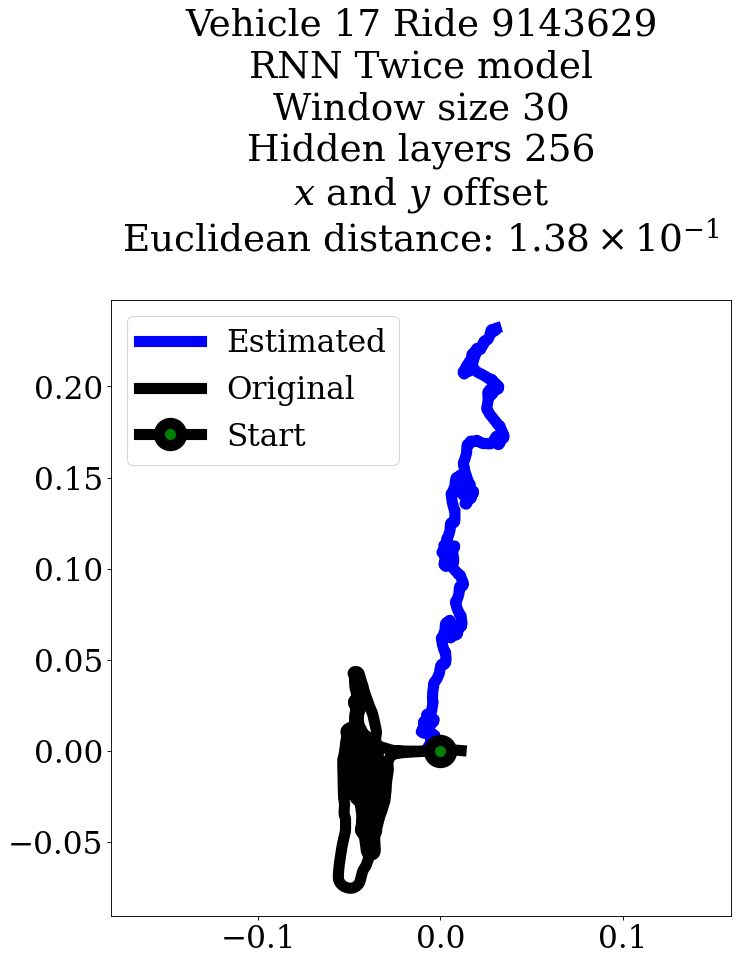 Vehicle 17 Ride 9143629
RNN Twice model
Window size 30
Hidden layers 256
x and y offset
Euclidean distance: 1.38 × 10⁻¹
Estimated
Original
Start
0.20
0.15
0.10
0.05
0.00
−0.05
−0.1
0.0
0.1